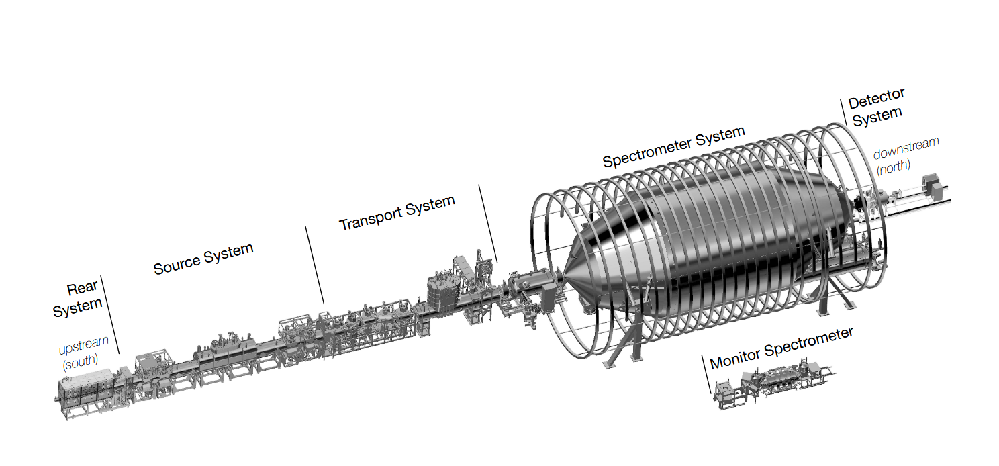 Rear
System
upstream
(south)
Source System
Transport System
Spectrometer System
Detector
System
downstream
(north)
Monitor Spectrometer